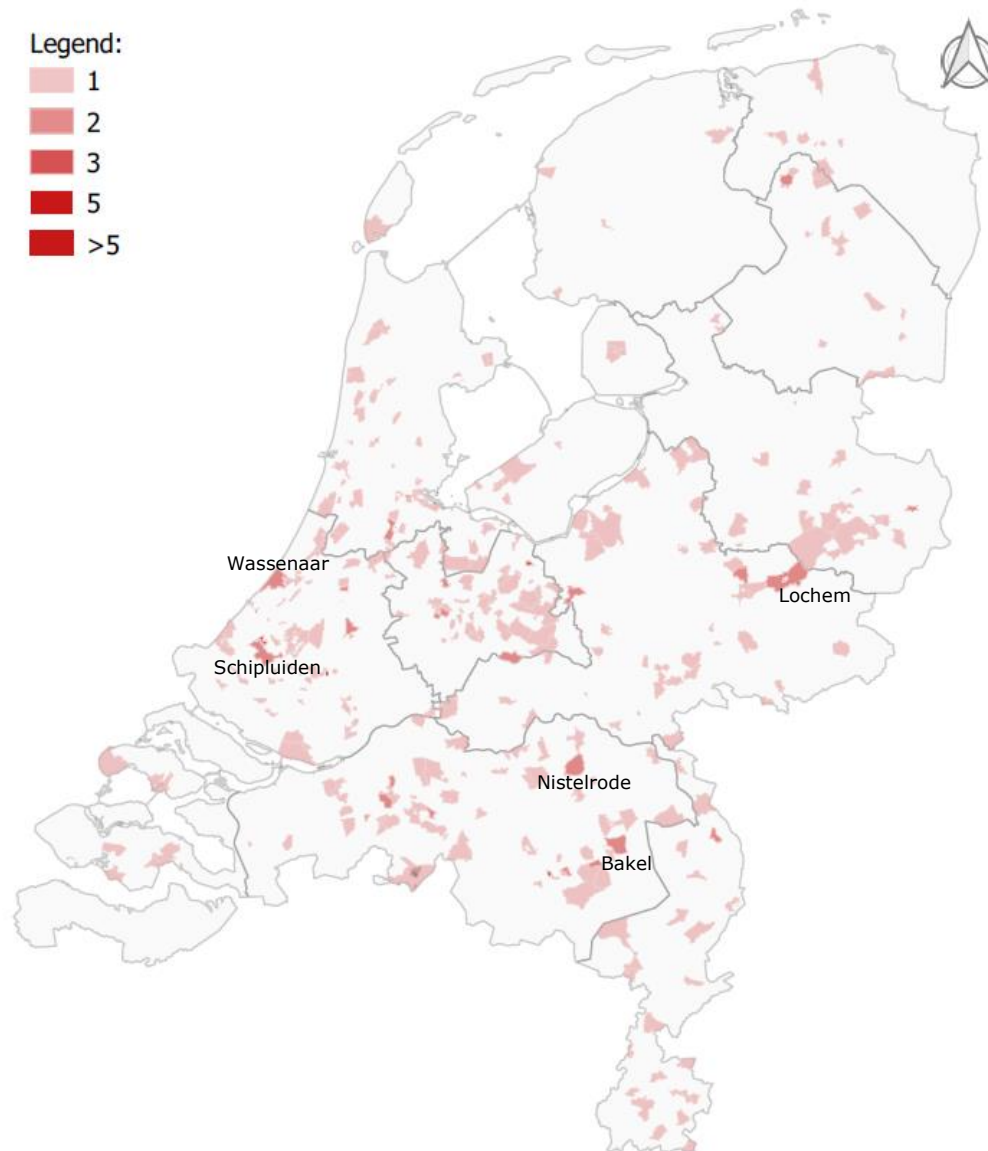 Legend:
1
2
3
5
>5
Wassenaar
Lochem
Schipluiden
Nistelrode
Bakel